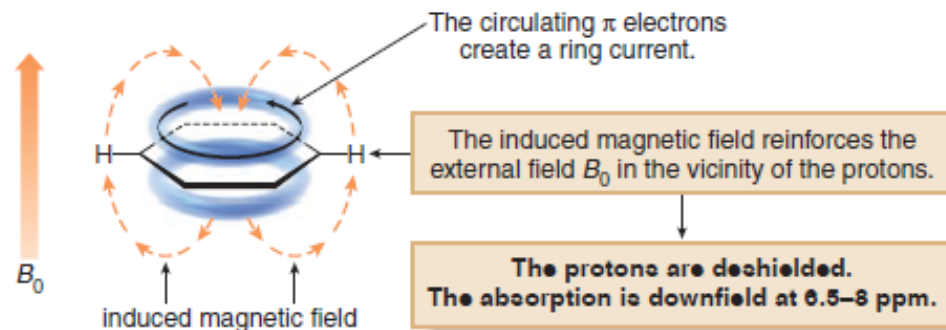 The circulating π electrons
create a ring current.
H
H
The induced magnetic field reinforces the
external field B₀ in the vicinity of the protons.
B₀
The protons are deshielded.
The absorption is downfield at 6.5–8 ppm.
induced magnetic field